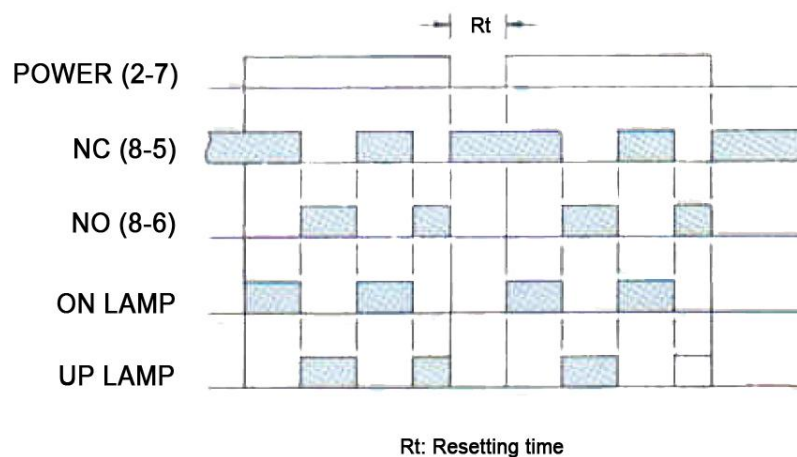 Rt
POWER (2-7)
NC (8-5)
NO (8-6)
ON LAMP
UP LAMP
Rt: Resetting time